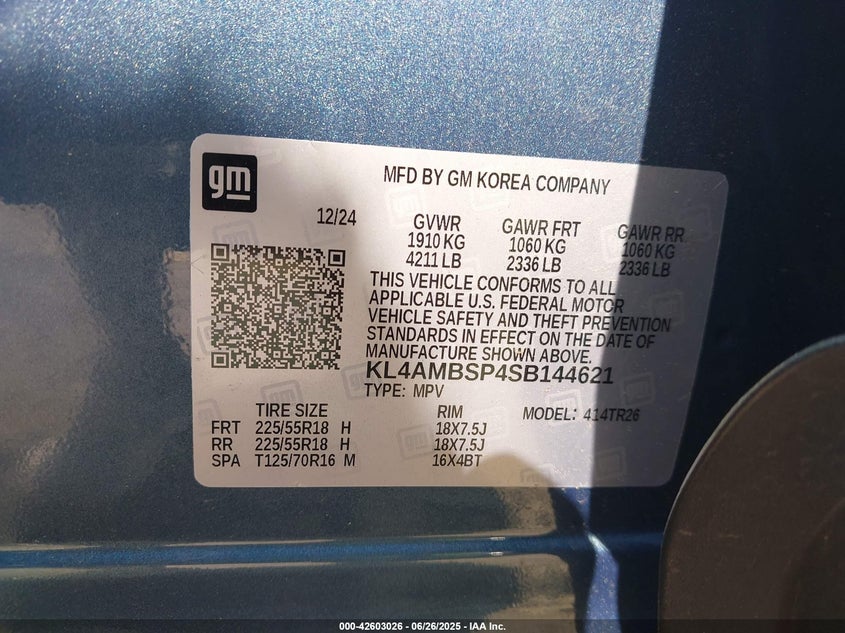 gm
MFD BY GM KOREA COMPANY
12/24
GVWR GAWR FRT GAWR RR
1910 KG 1060 KG 1060 KG
4211 LB 2336 LB 2336 LB
THIS VEHICLE CONFORMS TO ALL
APPLICABLE U.S. FEDERAL MOTOR
VEHICLE SAFETY AND THEFT PREVENTION
STANDARDS IN EFFECT ON THE DATE OF
MANUFACTURE SHOWN ABOVE.
KL4AMBSP4SB144621
TYPE: MPV
TIRE SIZE RIM MODEL: 414TR26
FRT 225/55R18 H 18X7.5J
RR 225/55R18 H 18X7.5J
SPA T125/70R16 M 16X4BT
000-42603026 - 06/26/2025 - IAA Inc.